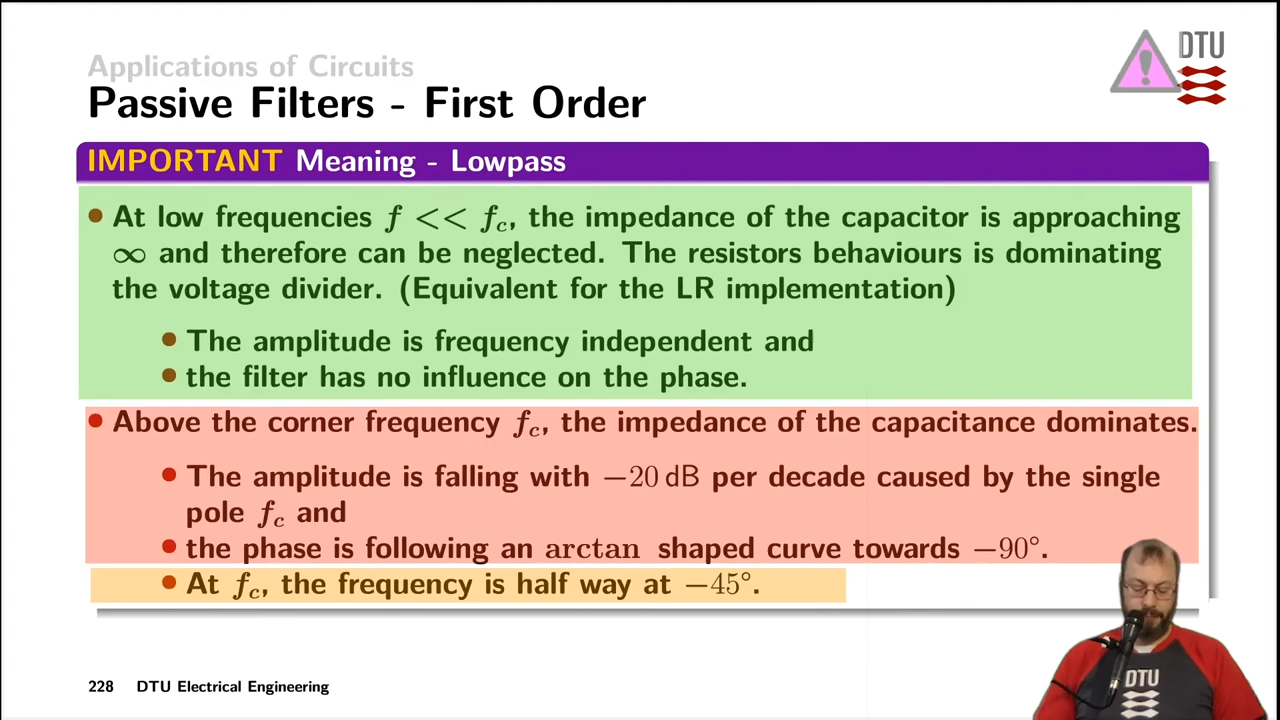 Applications of Circuits
Passive Filters - First Order
DTU
IMPORTANT Meaning - Lowpass
• At low frequencies f << f_c, the impedance of the capacitor is approaching
∞ and therefore can be neglected. The resistors behaviours is dominating
the voltage divider. (Equivalent for the LR implementation)
• The amplitude is frequency independent and
• the filter has no influence on the phase.
• Above the corner frequency f_c, the impedance of the capacitance dominates.
• The amplitude is falling with −20 dB per decade caused by the single
pole f_c and
• the phase is following an arctan shaped curve towards −90°.
• At f_c, the frequency is half way at −45°.
DTU
228 DTU Electrical Engineering